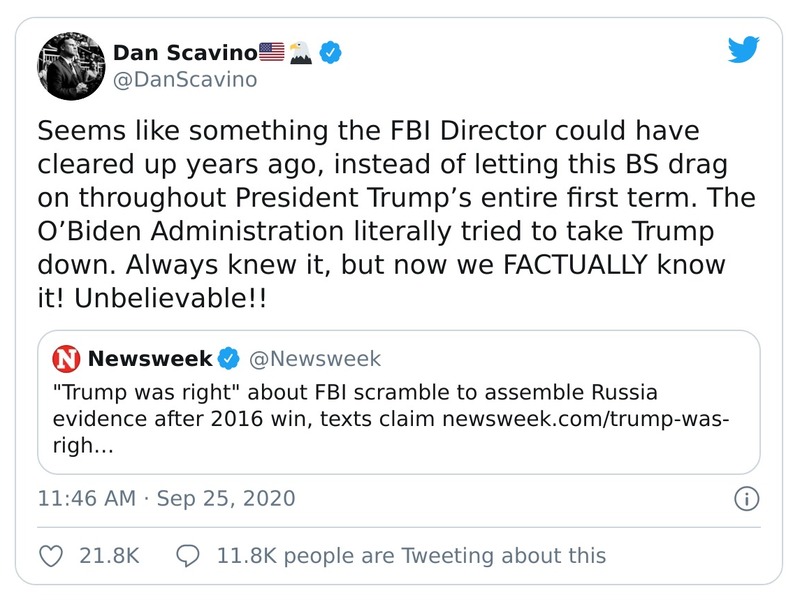 Dan Scavino🇺🇸🦅
@DanScavino
Seems like something the FBI Director could have
cleared up years ago, instead of letting this BS drag
on throughout President Trump’s entire first term. The
O’Biden Administration literally tried to take Trump
down. Always knew it, but now we FACTUALLY know
it! Unbelievable!!
N Newsweek @Newsweek
"Trump was right" about FBI scramble to assemble Russia
evidence after 2016 win, texts claim newsweek.com/trump-was-
righ…
11:46 AM · Sep 25, 2020
21.8K 11.8K people are Tweeting about this